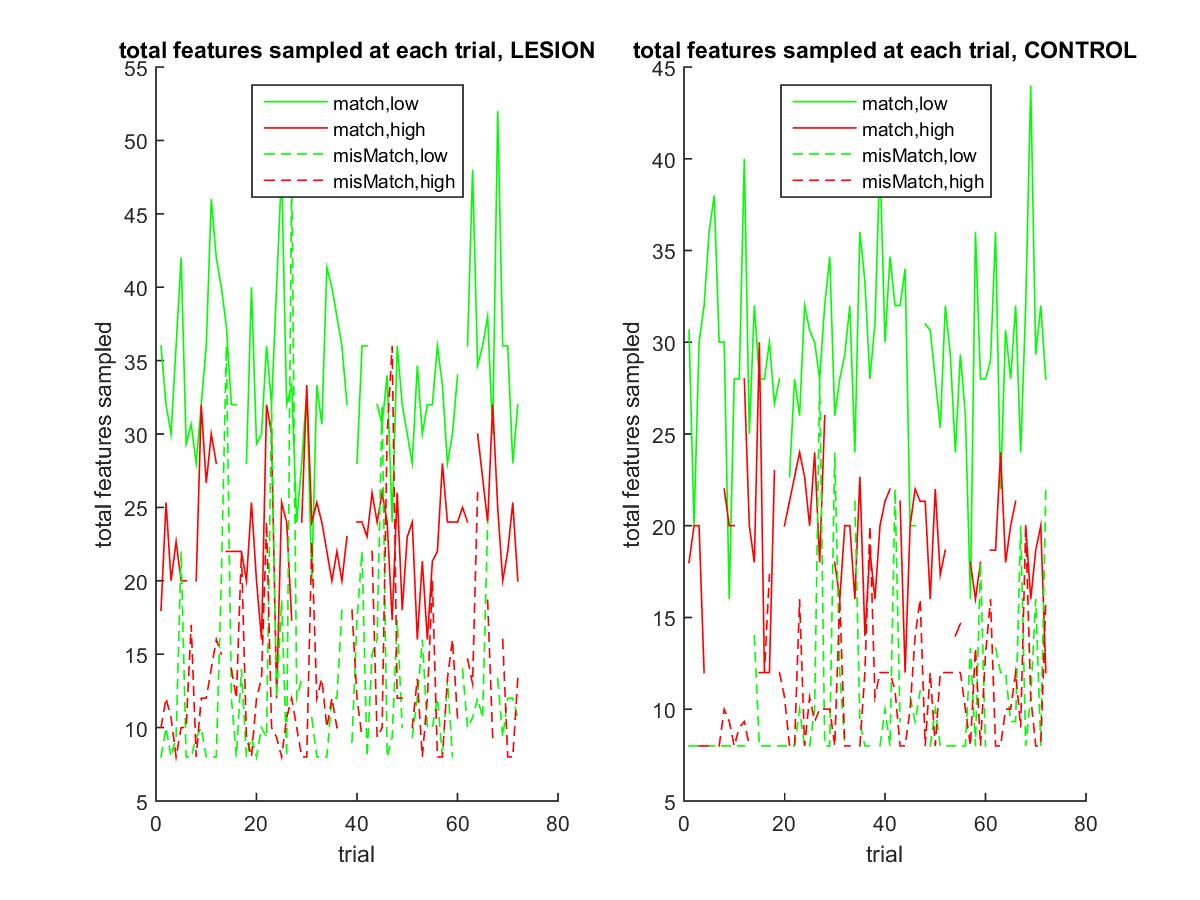 total features sampled at each trial, LESION
55
50
45
40
35
30
25
20
15
10
5
total features sampled
match,low
match,high
misMatch,low
misMatch,high
0 20 40 60 80
trial
total features sampled at each trial, CONTROL
45
40
35
30
25
20
15
10
5
total features sampled
match,low
match,high
misMatch,low
misMatch,high
0 20 40 60 80
trial